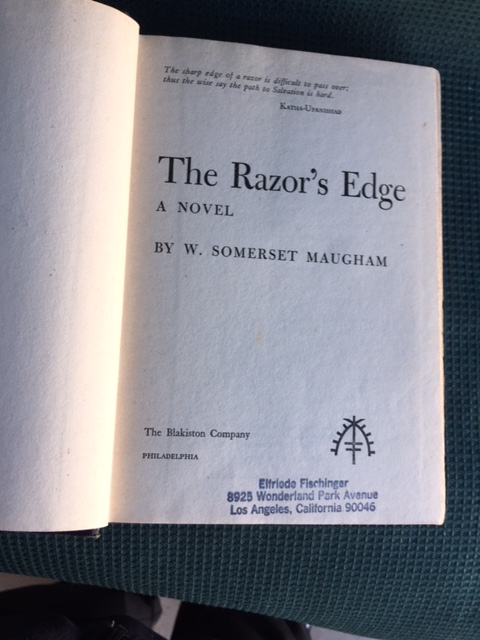 The sharp edge of a razor is difficult to pass over;
thus the wise say the path to Salvation is hard.
KATHA-UPANISHAD
The Razor's Edge
A NOVEL
BY W. SOMERSET MAUGHAM
The Blakiston Company
PHILADELPHIA
Elfriede Fischinger
8925 Wonderland Park Avenue
Los Angeles, California 90046